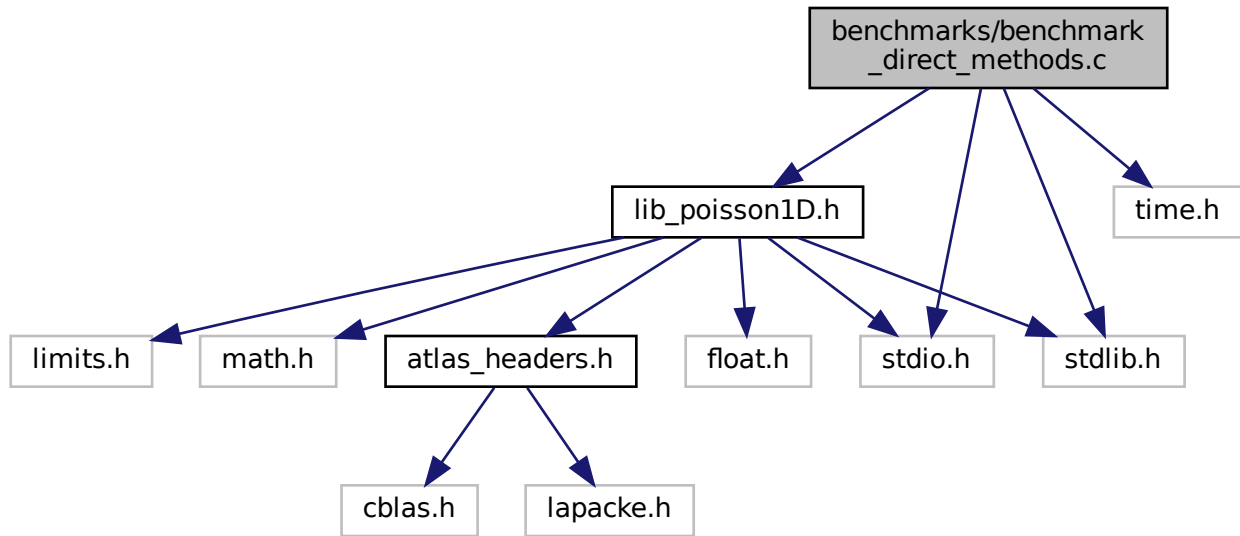 benchmarks/benchmark
_direct_methods.c
lib_poisson1D.h
time.h
limits.h
math.h
atlas_headers.h
float.h
stdio.h
stdlib.h
cblas.h
lapacke.h